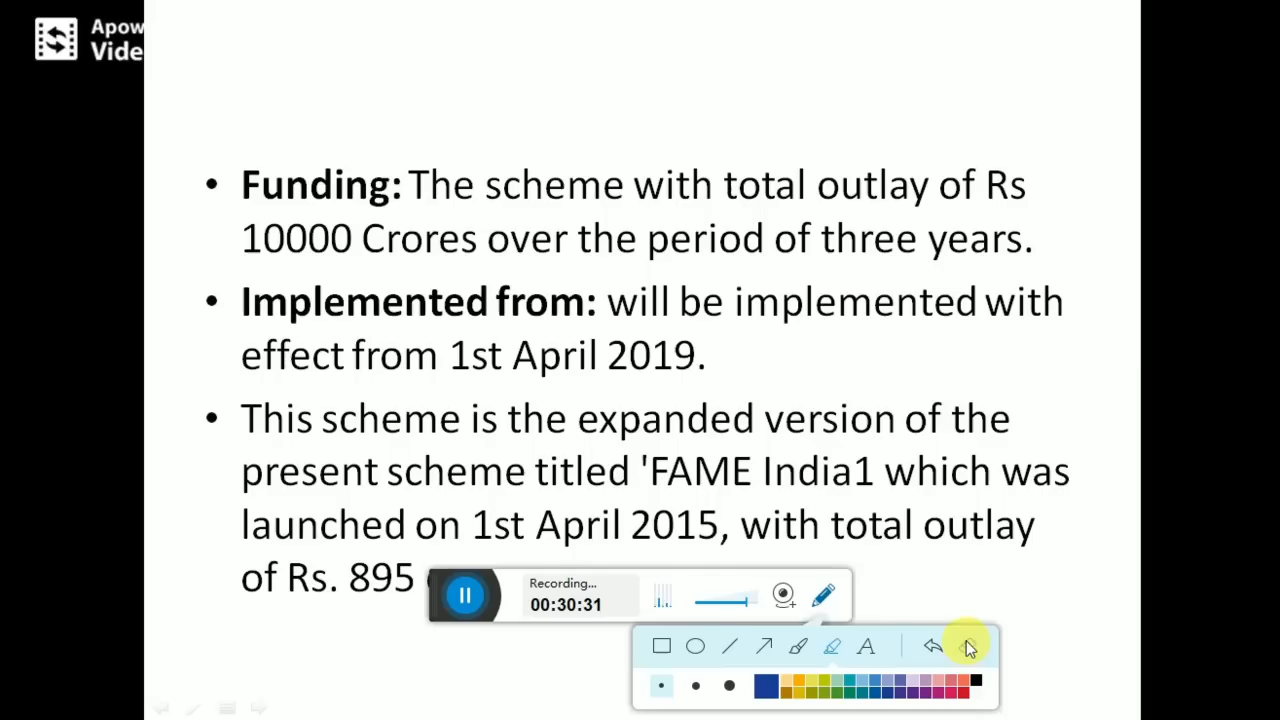 Apow
Vide
• Funding: The scheme with total outlay of Rs
10000 Crores over the period of three years.
• Implemented from: will be implemented with
effect from 1st April 2019.
• This scheme is the expanded version of the
present scheme titled 'FAME India1 which was
launched on 1st April 2015, with total outlay
of Rs. 895
Recording...
00:30:31
A